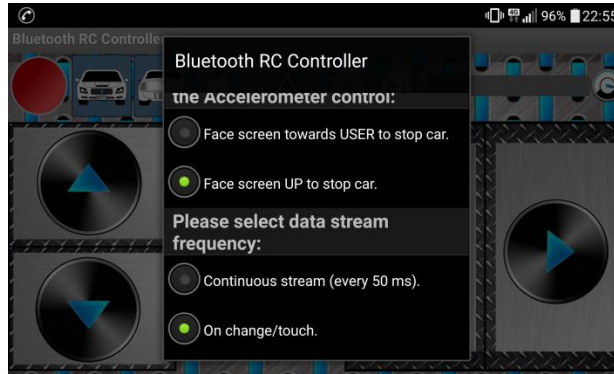 96% 22:55
Bluetooth RC Controlle
Bluetooth RC Controller
the Accelerometer control:
Face screen towards USER to stop car.
Face screen UP to stop car.
Please select data stream
frequency:
Continuous stream (every 50 ms).
On change/touch.